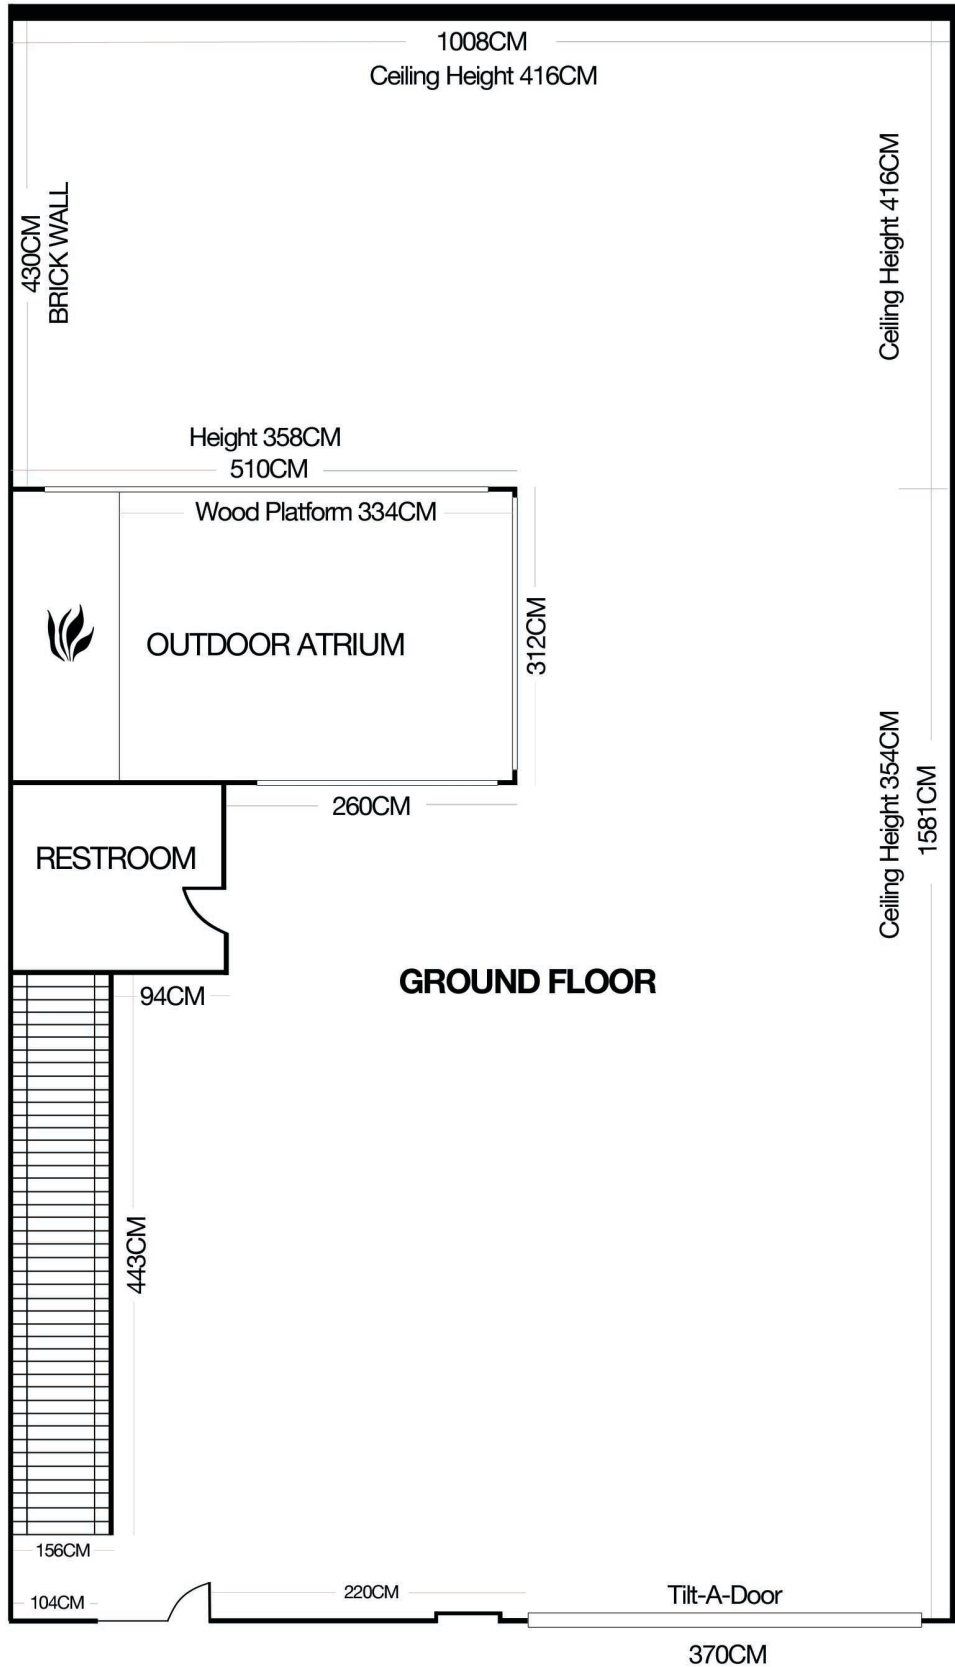 1008CM
Ceiling Height 416CM
430CM
BRICK WALL
Ceiling Height 416CM
Height 358CM
510CM
Wood Platform 334CM
OUTDOOR ATRIUM
312CM
260CM
Ceiling Height 354CM
1581CM
RESTROOM
GROUND FLOOR
94CM
443CM
156CM
104CM
220CM
Tilt-A-Door
370CM